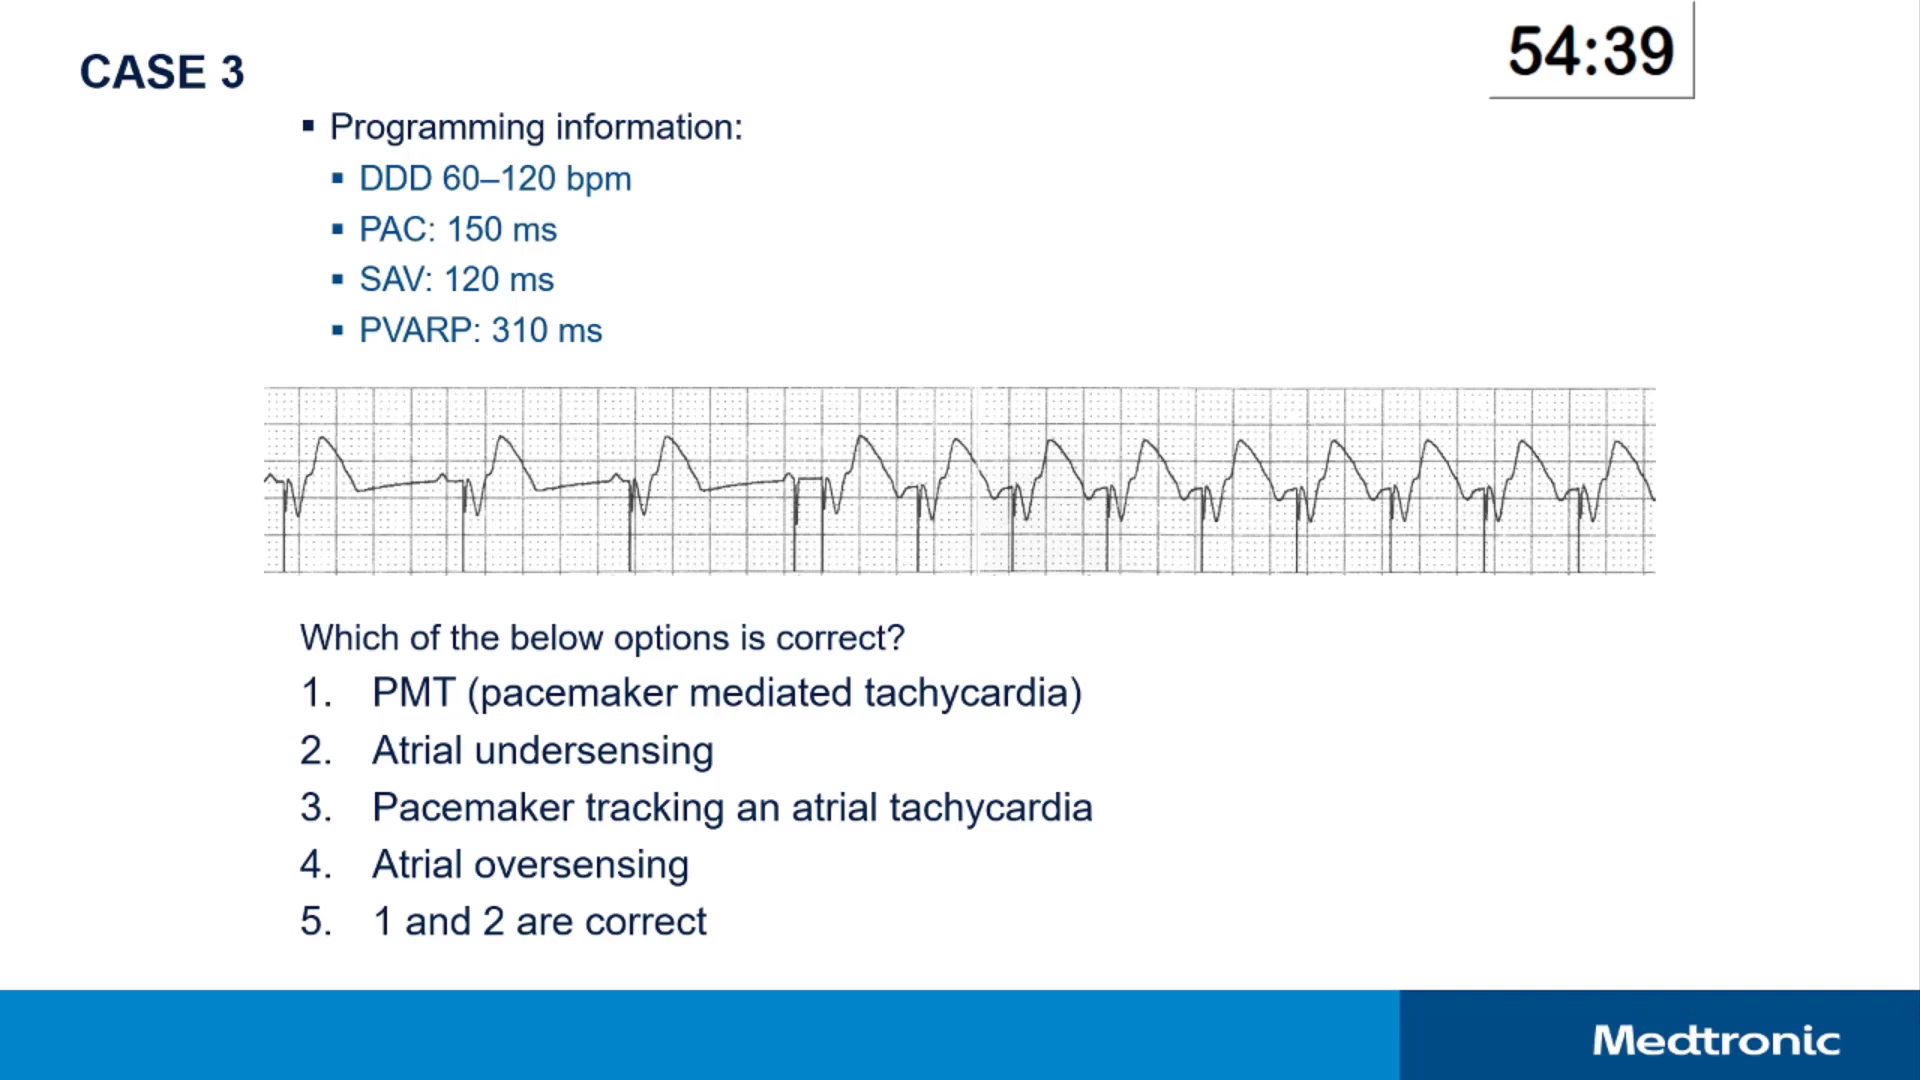 CASE 3
54:39
▪ Programming information:
▪ DDD 60–120 bpm
▪ PAC: 150 ms
▪ SAV: 120 ms
▪ PVARP: 310 ms
Which of the below options is correct?
1. PMT (pacemaker mediated tachycardia)
2. Atrial undersensing
3. Pacemaker tracking an atrial tachycardia
4. Atrial oversensing
5. 1 and 2 are correct
Medtronic